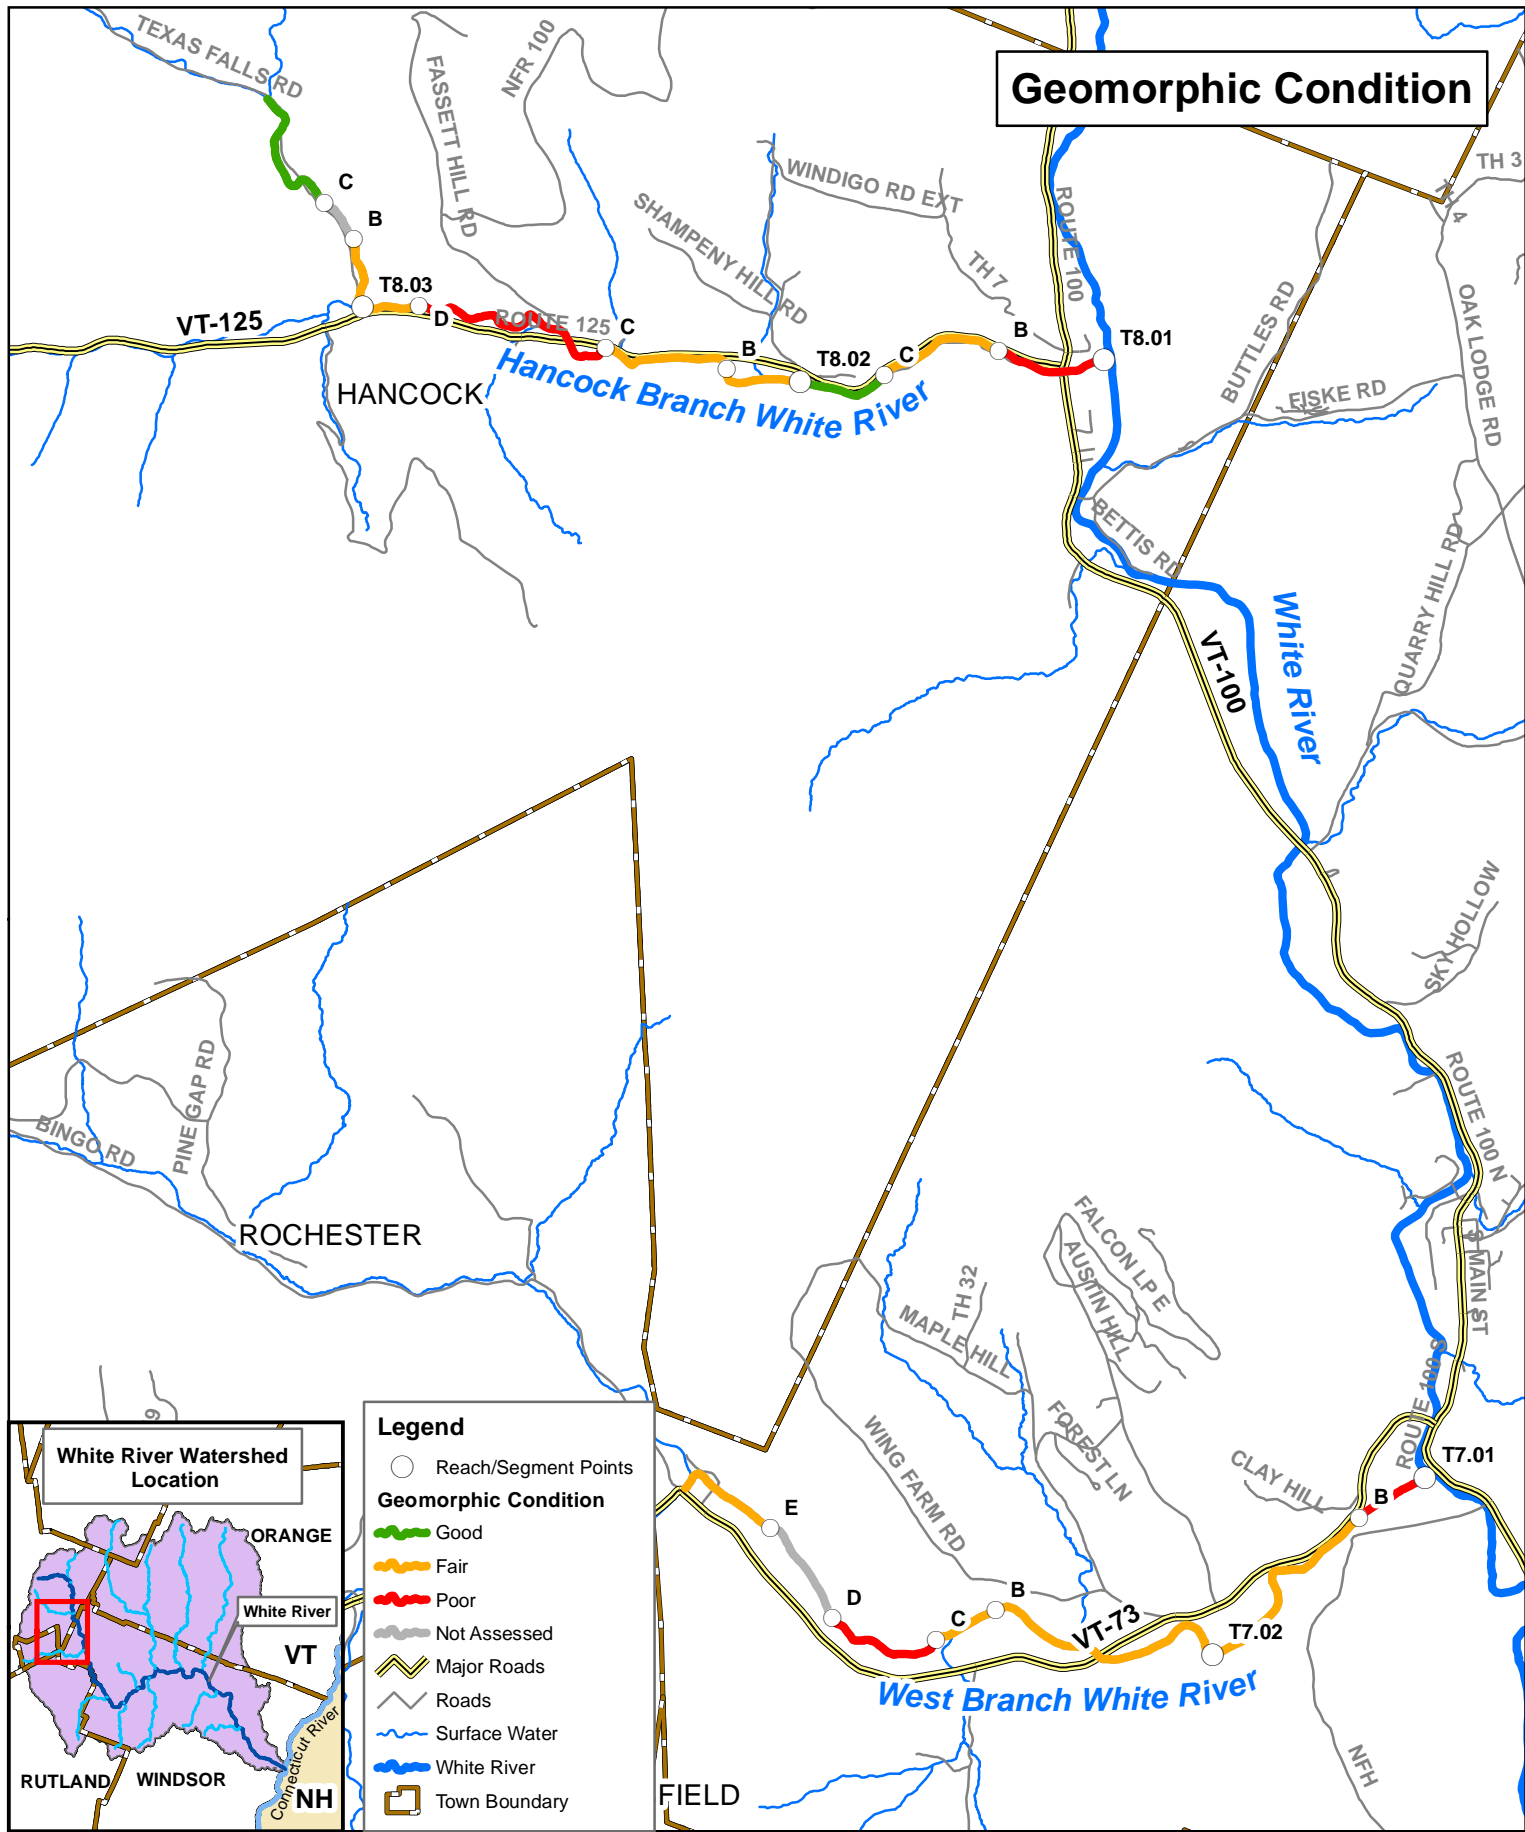 Geomorphic Condition
TEXAS FALLS RD
FASSETT HILL RD
NFR 100
WINDIGO RD EXT
SHAMPENY HILL RD
TH 7
ROUTE 100
TH 3
TH 4
BUTTLES RD
OAK LODGE RD
FISKE RD
C
B
T8.03
D
VT-125
ROUTE 125
C
B
T8.02
C
B
T8.01
HANCOCK
Hancock Branch White River
BETTIS RD
QUARRY HILL RD
White River
VT-100
SKY HOLLOW
ROUTE 100 N
PINE GAP RD
BINGO RD
ROCHESTER
FALCON LP E
AUSTIN HILL
TH 32
MAPLE HILL
S MAIN ST
ROUTE 100 S
WING FARM RD
FOREST LN
CLAY HILL
T7.01
B
E
D
C
B
VT-73
T7.02
West Branch White River
NFH
FIELD
9
White River Watershed
Location
ORANGE
White River
VT
RUTLAND
WINDSOR
Connecticut River
NH
Legend
Reach/Segment Points
Geomorphic Condition
Good
Fair
Poor
Not Assessed
Major Roads
Roads
Surface Water
White River
Town Boundary